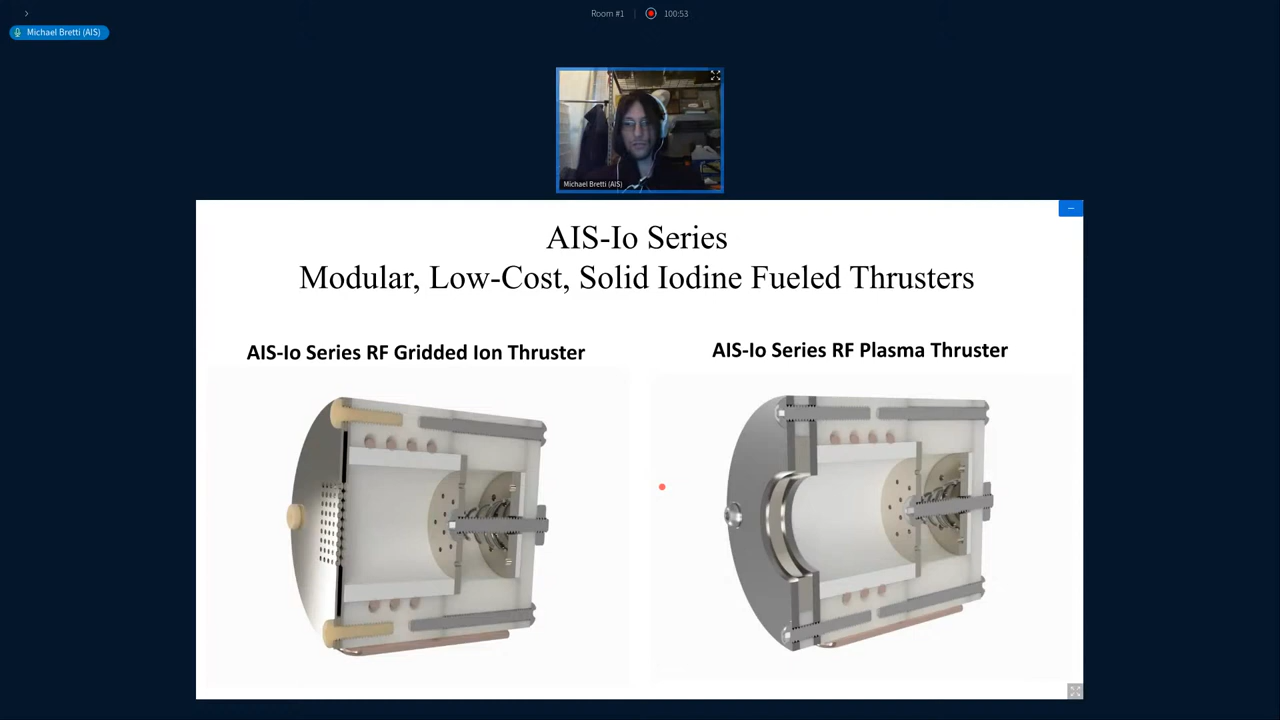 Room #1
100:53
Michael Bretti (AIS)
Michael Bretti (AIS)
AIS-Io Series
Modular, Low-Cost, Solid Iodine Fueled Thrusters
AIS-Io Series RF Gridded Ion Thruster
AIS-Io Series RF Plasma Thruster